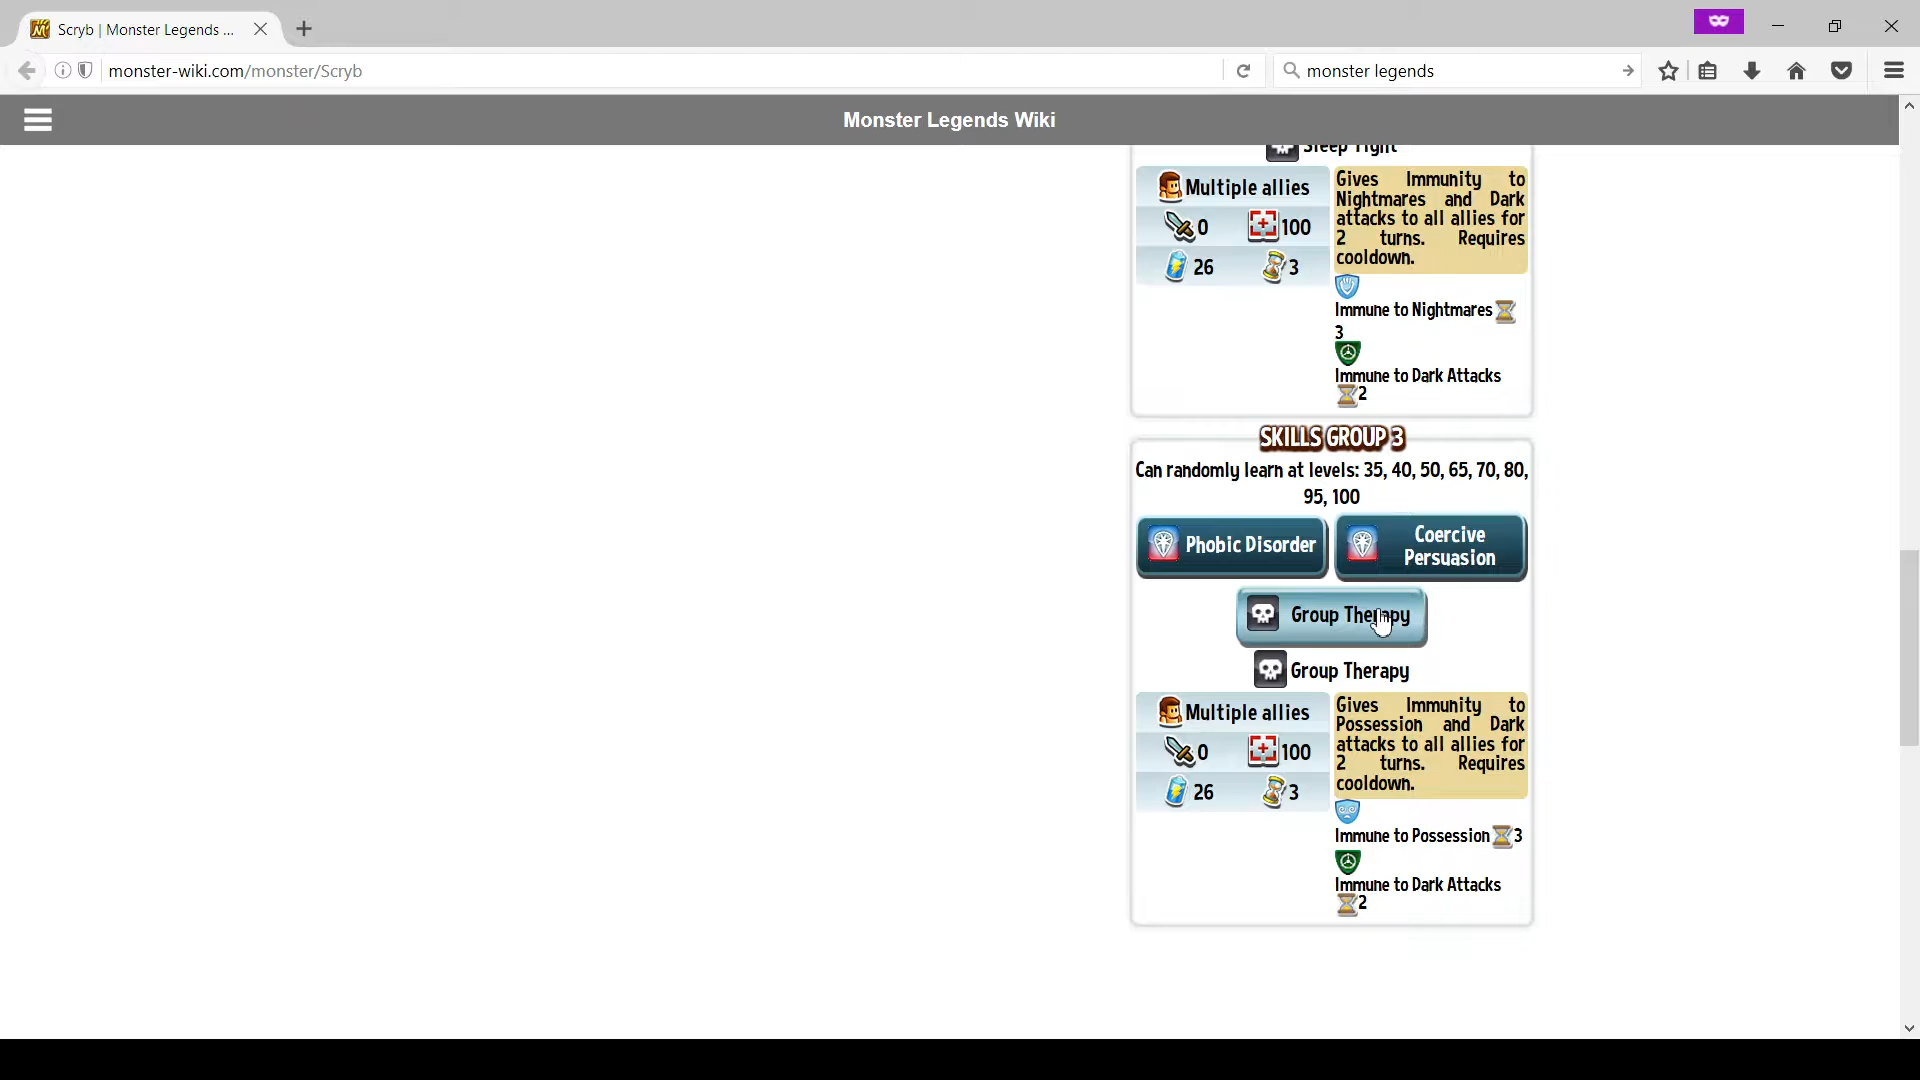 Scryb | Monster Legends ...
monster-wiki.com/monster/Scryb
monster legends
Monster Legends Wiki
Sleep Tight
Multiple allies
0 100
26 3
Gives Immunity to
Nightmares and Dark
attacks to all allies for
2 turns. Requires
cooldown.
Immune to Nightmares
3
Immune to Dark Attacks
2
SKILLS GROUP 3
Can randomly learn at levels: 35, 40, 50, 65, 70, 80,
95, 100
Phobic Disorder
Coercive
Persuasion
Group Therapy
Group Therapy
Multiple allies
0 100
26 3
Gives Immunity to
Possession and Dark
attacks to all allies for
2 turns. Requires
cooldown.
Immune to Possession 3
Immune to Dark Attacks
2